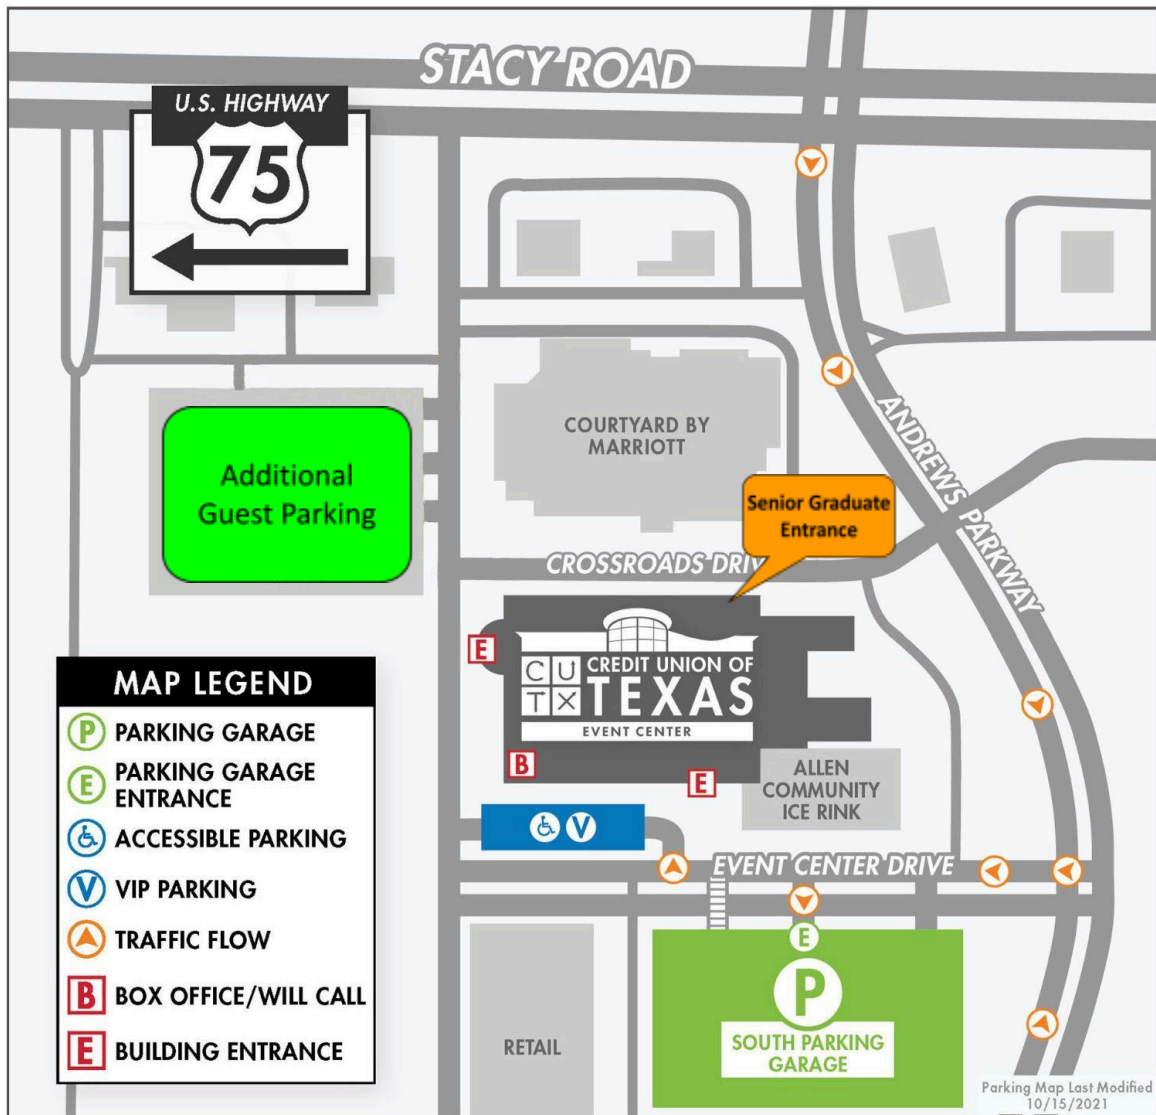 STACY ROAD
U.S. HIGHWAY
75
COURTYARD BY
MARRIOTT
ANDREWS PARKWAY
Additional
Guest Parking
Senior Graduate
Entrance
CROSSROADS DRIV
E
CU
TX
CREDIT UNION OF
TEXAS
EVENT CENTER
B
E
ALLEN
COMMUNITY
ICE RINK
MAP LEGEND
P PARKING GARAGE
E PARKING GARAGE
ENTRANCE
ACCESSIBLE PARKING
V VIP PARKING
TRAFFIC FLOW
B BOX OFFICE/WILL CALL
E BUILDING ENTRANCE
V
EVENT CENTER DRIVE
E
P
SOUTH PARKING
GARAGE
RETAIL
Parking Map Last Modified
10/15/2021